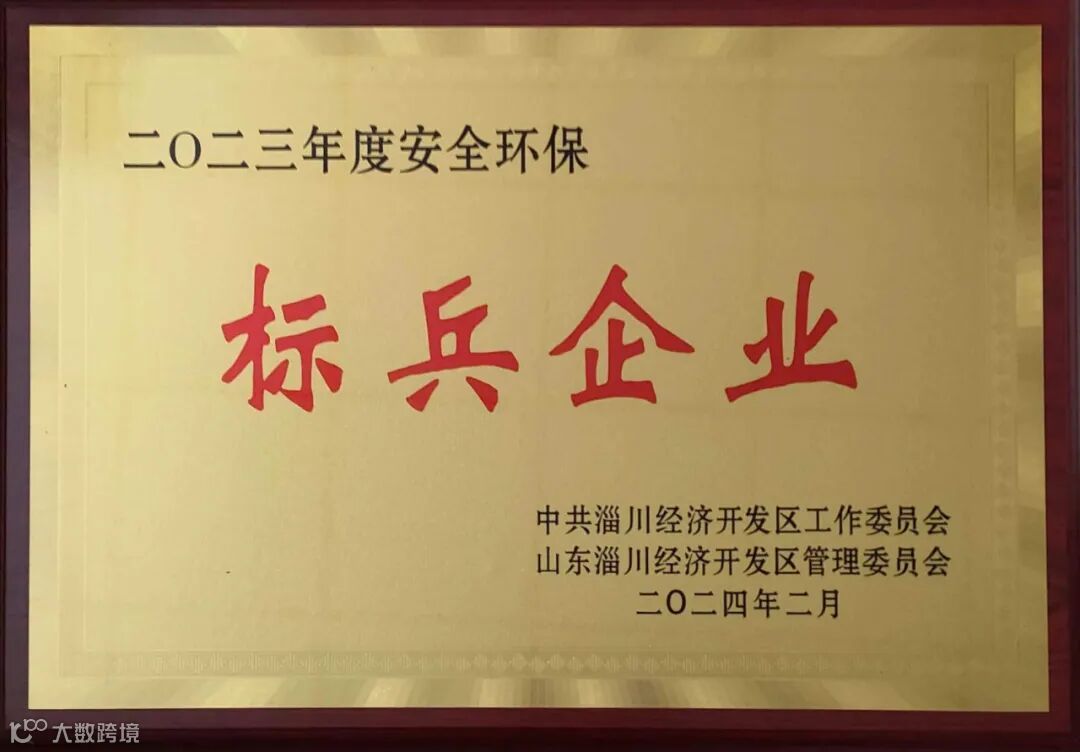 二〇二三年度安全环保
标兵企业
中共淄川经济开发区工作委员会
山东淄川经济开发区管理委员会
二〇二四年二月
大数跨境